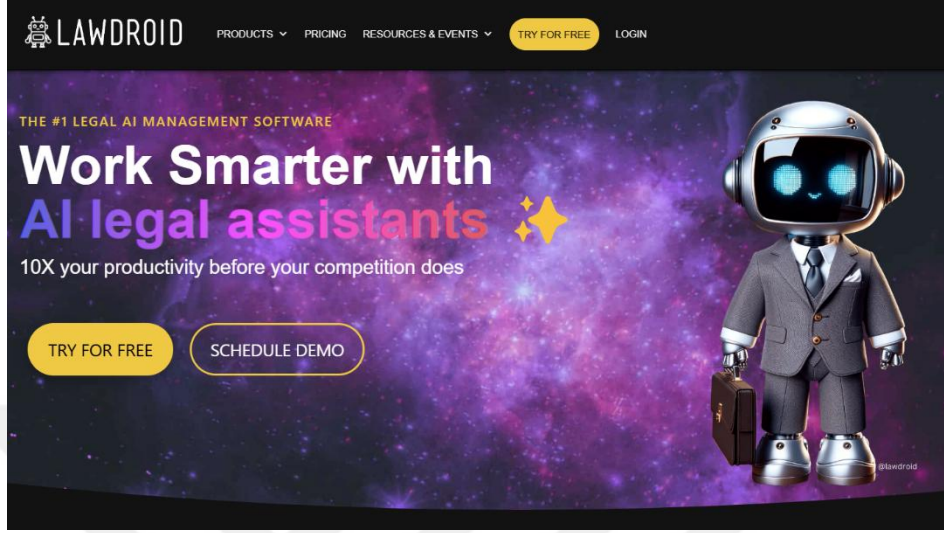 LAWDROID
PRODUCTS PRICING RESOURCES & EVENTS TRY FOR FREE LOGIN
THE #1 LEGAL AI MANAGEMENT SOFTWARE
Work Smarter with
AI legal assistants
10X your productivity before your competition does
TRY FOR FREE SCHEDULE DEMO
@lawdroid